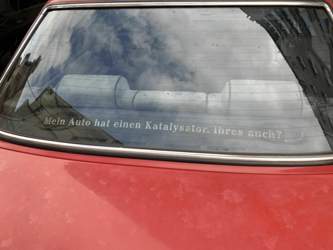 Mein Auto hat einen Katalysator. Ihres auch?